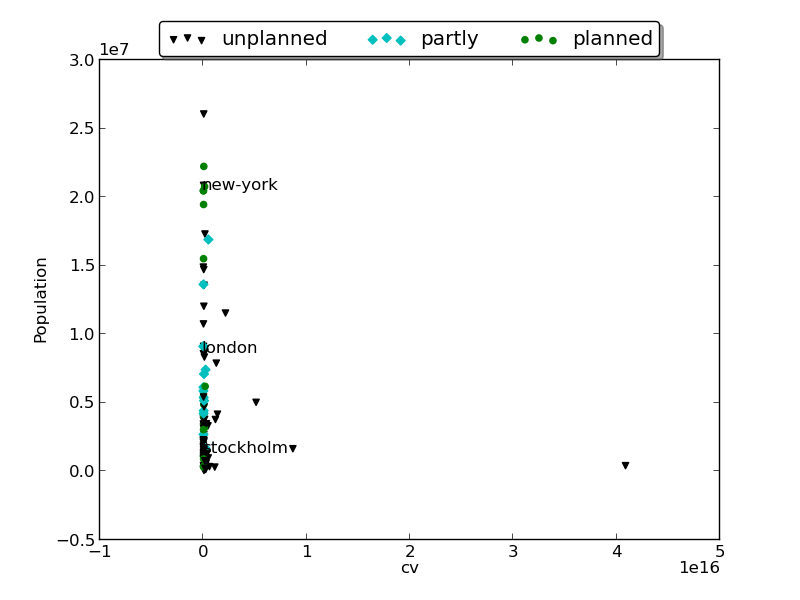 unplanned partly planned
1e7
3.0
2.5
new-york
2.0
1.5
Population
1.0
london
0.5
stockholm
0.0
−0.5
−1 0 1 2 3 4 5
cv 1e16